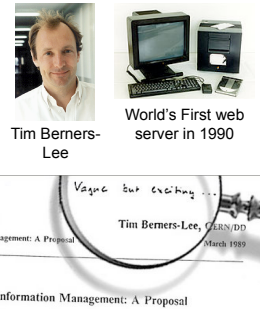 Tim Berners-
Lee
World's First web
server in 1990
Vague but exciting ...
Tim Berners-Lee, CERN/DD
agement: A Proposal
March 1989
nformation Management: A Proposal